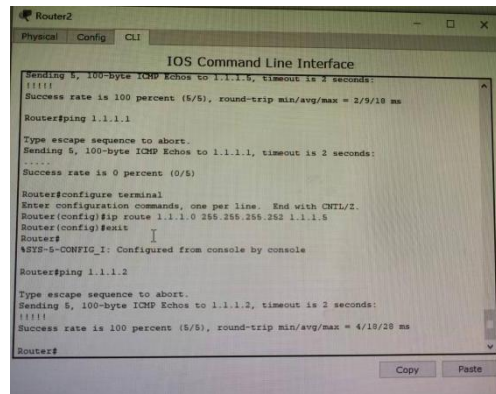 Router2
Physical Config CLI
IOS Command Line Interface
Sending 5, 100-byte ICMP Echos to 1.1.1.5, timeout is 2 seconds:
!!!!!
Success rate is 100 percent (5/5), round-trip min/avg/max = 2/9/18 ms
Router#ping 1.1.1.1
Type escape sequence to abort.
Sending 5, 100-byte ICMP Echos to 1.1.1.1, timeout is 2 seconds:
.....
Success rate is 0 percent (0/5)
Router#configure terminal
Enter configuration commands, one per line.  End with CNTL/Z.
Router(config)#ip route 1.1.1.0 255.255.255.252 1.1.1.5
Router(config)#exit
Router#
%SYS-5-CONFIG_I: Configured from console by console
Router#ping 1.1.1.2
Type escape sequence to abort.
Sending 5, 100-byte ICMP Echos to 1.1.1.2, timeout is 2 seconds:
!!!!!
Success rate is 100 percent (5/5), round-trip min/avg/max = 4/18/28 ms
Router#
Copy Paste